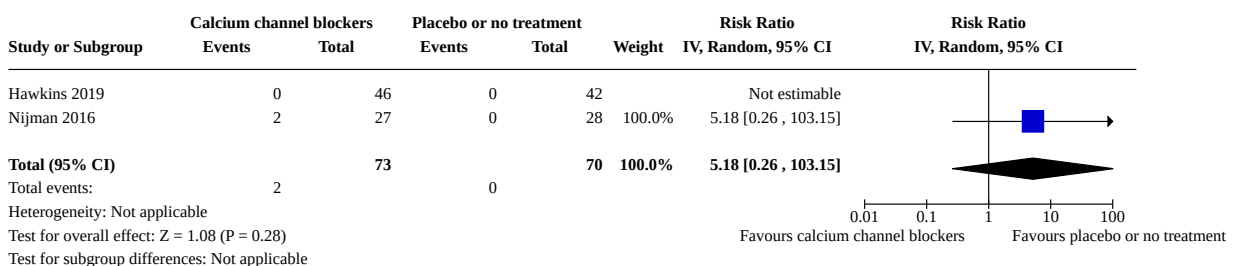 Calcium channel blockers Placebo or no treatment Risk Ratio Risk Ratio
Study or Subgroup Events Total Events Total Weight IV, Random, 95% CI IV, Random, 95% CI
Hawkins 2019 0 46 0 42 Not estimable
Nijman 2016 2 27 0 28 100.0% 5.18 [0.26 , 103.15]
Total (95% CI) 73 70 100.0% 5.18 [0.26 , 103.15]
Total events: 2 0
Heterogeneity: Not applicable
0.01 0.1 1 10 100
Test for overall effect: Z = 1.08 (P = 0.28) Favours calcium channel blockers Favours placebo or no treatment
Test for subgroup differences: Not applicable